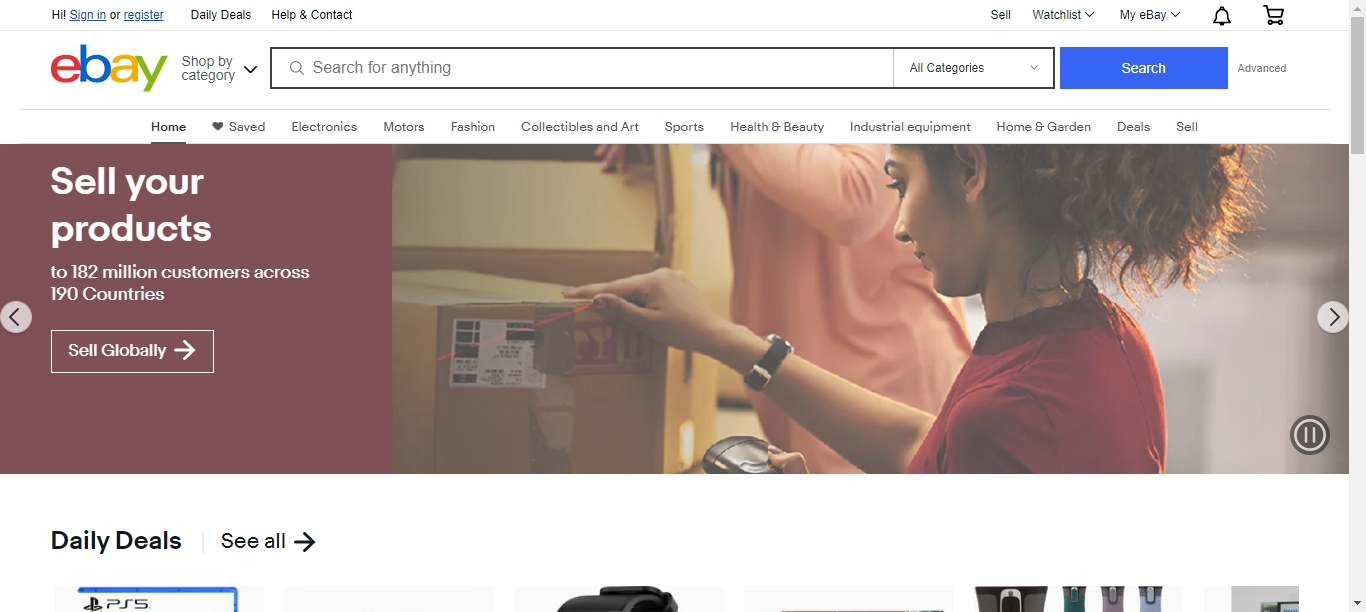 Hi! Sign in or register
Daily Deals
Help & Contact
Sell
Watchlist
My eBay
ebay
Shop by
category
Search for anything
All Categories
Search
Advanced
Home
Saved
Electronics
Motors
Fashion
Collectibles and Art
Sports
Health & Beauty
Industrial equipment
Home & Garden
Deals
Sell
Sell your
products
to 182 million customers across
190 Countries
Sell Globally
Daily Deals
See all
PS5